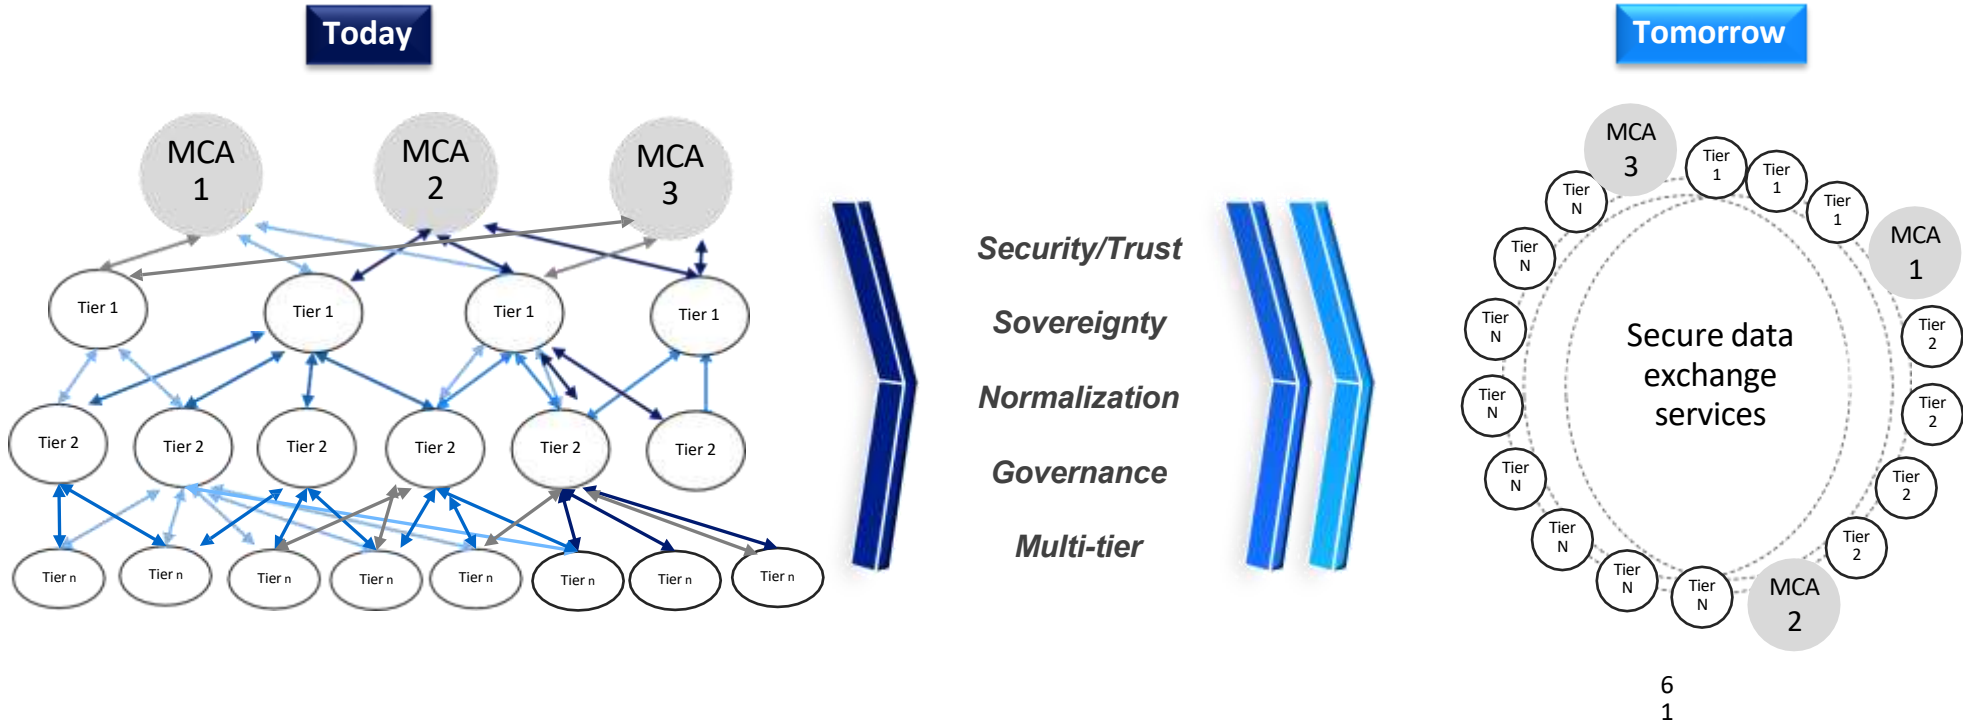 Today
Tomorrow
MCA
1
MCA
2
MCA
3
Tier 1
Tier 1
Tier 1
Tier 1
Tier 2
Tier 2
Tier 2
Tier 2
Tier 2
Tier 2
Tier n
Tier n
Tier n
Tier n
Tier n
Tier n
Tier n
Tier n
Security/Trust
Sovereignty
Normalization
Governance
Multi-tier
MCA
3
Tier
1
Tier
1
Tier
1
MCA
1
Tier
2
Tier
2
Tier
2
Tier
2
MCA
2
Tier
N
Tier
N
Tier
N
Tier
N
Tier
N
Tier
N
Tier
N
Tier
N
Secure data
exchange
services
6
1